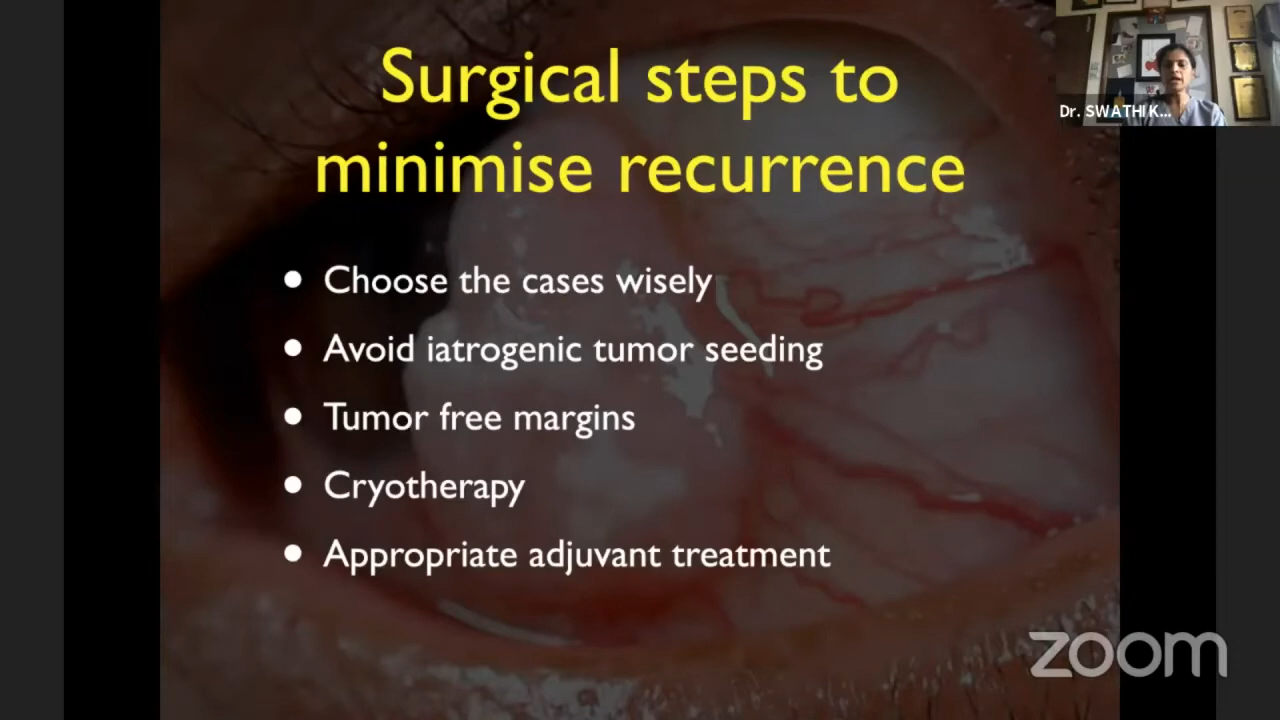 Surgical steps to
minimise recurrence
Dr. SWATHI K...
• Choose the cases wisely
• Avoid iatrogenic tumor seeding
• Tumor free margins
• Cryotherapy
• Appropriate adjuvant treatment
zoom